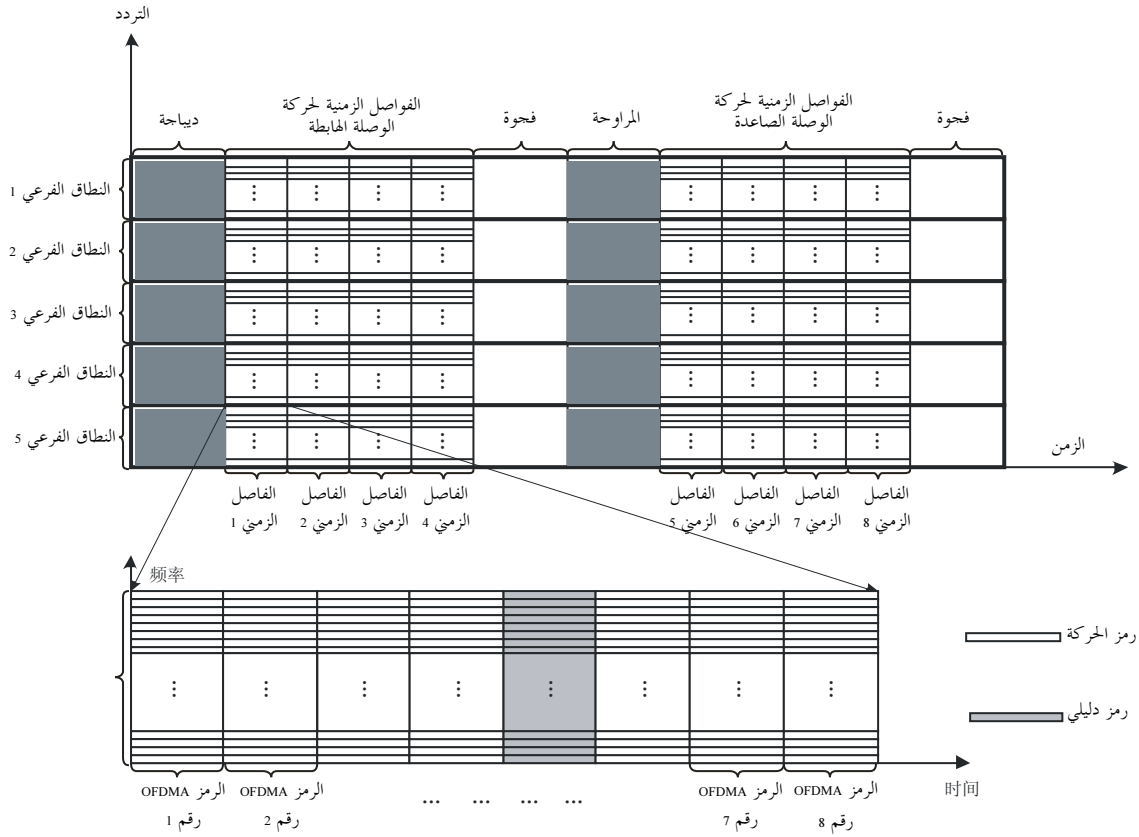 التردد
ديباجة
الفواصل الزمنية لحركة
الوصلة الهابطة
فجوة
المراوحة
الفواصل الزمنية لحركة
الوصلة الصاعدة
فجوة
النطاق الفرعي 1
النطاق الفرعي 2
النطاق الفرعي 3
النطاق الفرعي 4
النطاق الفرعي 5
الزمن
الفاصل
الزمني 1
الفاصل
الزمني 2
الفاصل
الزمني 3
الفاصل
الزمني 4
الفاصل
الزمني 5
الفاصل
الزمني 6
الفاصل
الزمني 7
الفاصل
الزمني 8
频率
رمز الحركة
رمز دليلي
时间
الرمز OFDMA
رقم 1
الرمز OFDMA
رقم 2
... ... ... ...
الرمز OFDMA
رقم 7
الرمز OFDMA
رقم 8